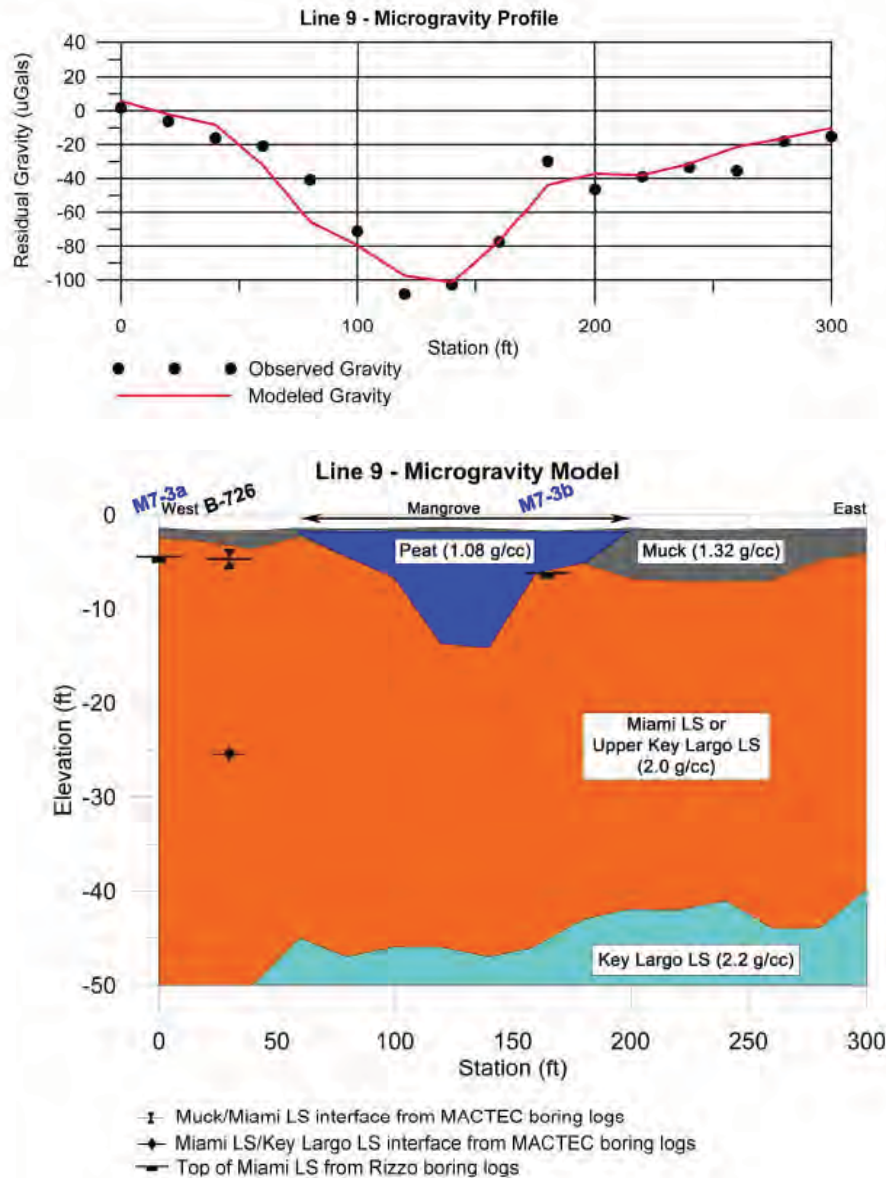 Line 9 - Microgravity Profile
Residual Gravity (uGals)
40
20
0
-20
-40
-60
-80
-100
0
100
200
300
Station (ft)
Observed Gravity
Modeled Gravity
Line 9 - Microgravity Model
M7-3a
West
B-726
Mangrove
M7-3b
East
Peat (1.08 g/cc)
Muck (1.32 g/cc)
Miami LS or
Upper Key Largo LS
(2.0 g/cc)
Key Largo LS (2.2 g/cc)
Elevation (ft)
0
-10
-20
-30
-40
-50
0
50
100
150
200
250
300
Station (ft)
Muck/Miami LS interface from MACTEC boring logs
Miami LS/Key Largo LS interface from MACTEC boring logs
Top of Miami LS from Rizzo boring logs